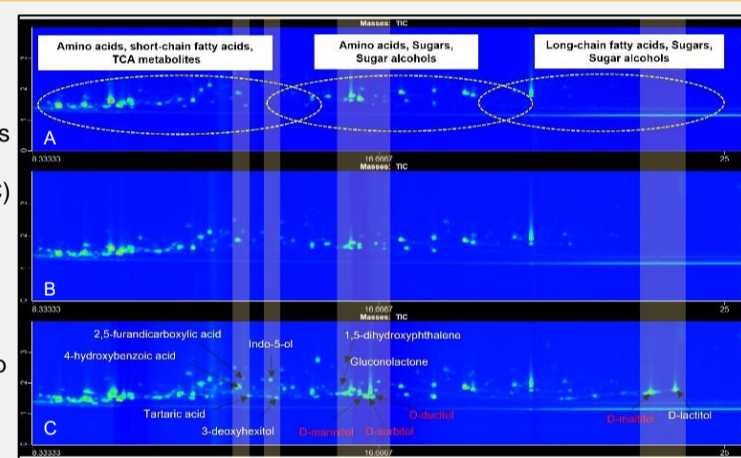 s
C)
o
Masses: TIC
Amino acids, short-chain fatty acids,
TCA metabolites
Amino acids, Sugars,
Sugar alcohols
Long-chain fatty acids, Sugars,
Sugar alcohols
A
8.33333
16.6667
25
Masses: TIC
B
8.33333
16.6667
25
Masses: TIC
2,5-furandicarboxylic acid
4-hydroxybenzoic acid
Indo-5-ol
1,5-dihydroxyphthalene
Gluconolactone
Tartaric acid
3-deoxyhexitol
D-mannitol
D-sorbitol
D-ducitol
D-maltitol
D-lactitol
C
8.33333
16.6667
25